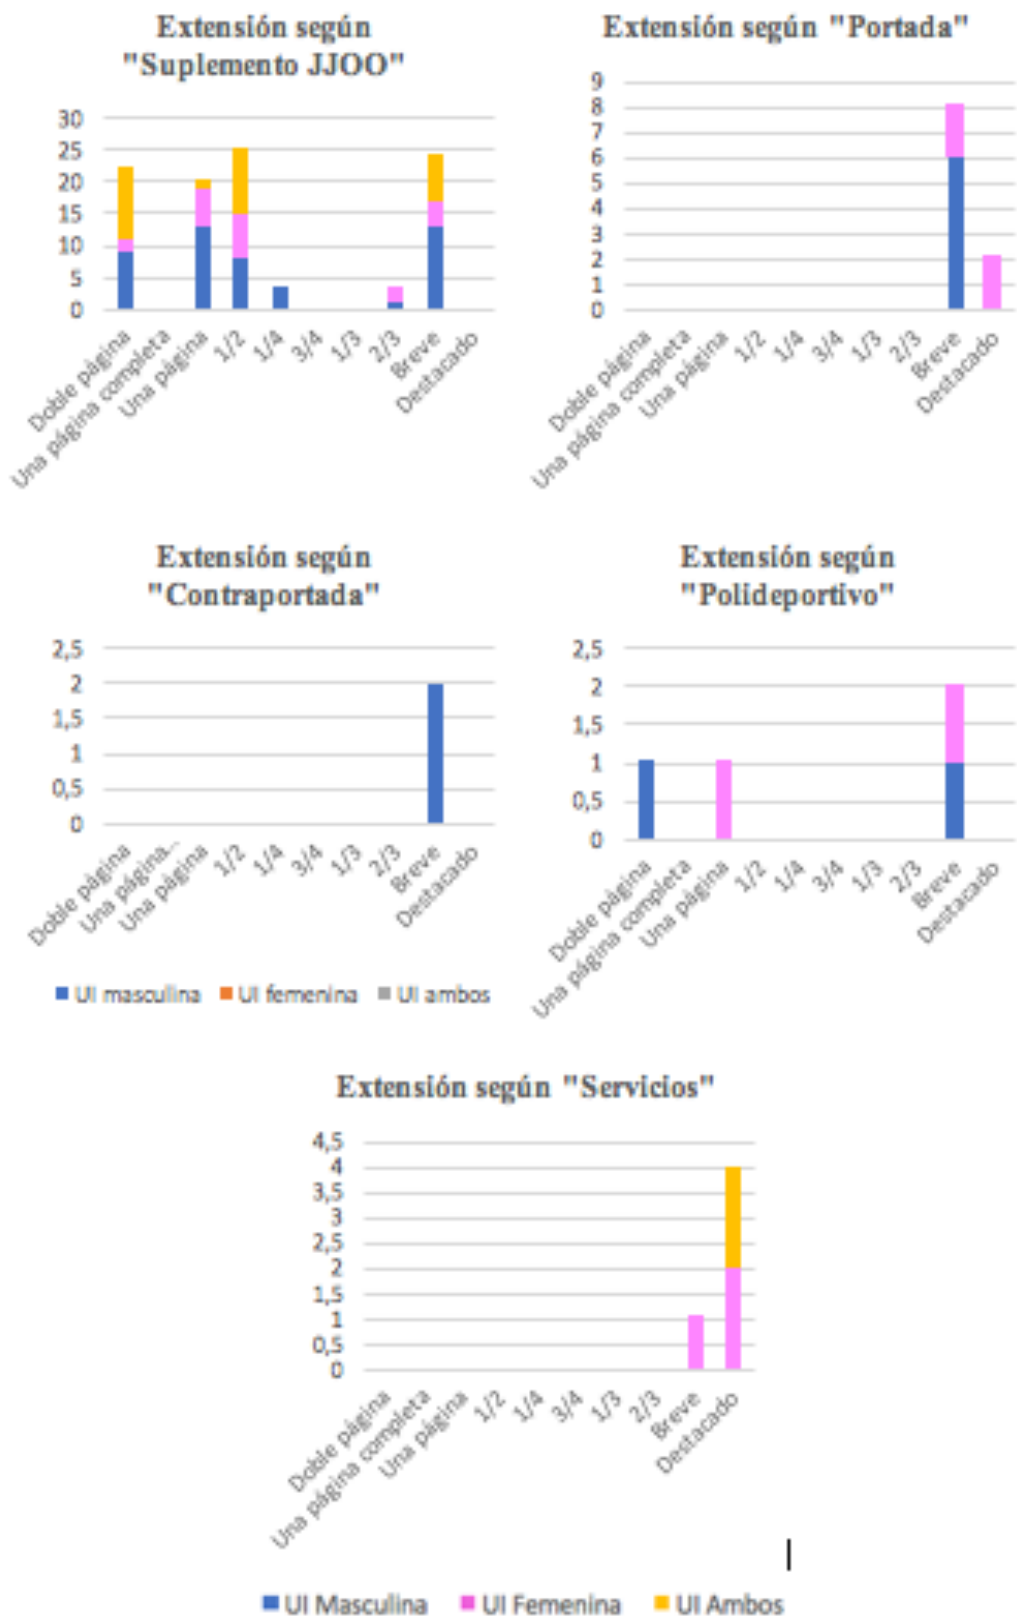 Extensión según
"Suplemento JJOO"
30
25
20
15
10
5
0
Doble página
Una página completa
Una página
1/2
1/4
3/4
1/3
2/3
Breve
Destacado
Extensión según "Portada"
9
8
7
6
5
4
3
2
1
0
Doble página
Una página completa
Una página
1/2
1/4
3/4
1/3
2/3
Breve
Destacado
Extensión según
"Contraportada"
2,5
2
1,5
1
0,5
0
Doble página
Una página...
Una página
1/2
1/4
3/4
1/3
2/3
Breve
Destacado
UI masculina UI femenina UI ambos
Extensión según
"Polideportivo"
2,5
2
1,5
1
0,5
0
Doble página
Una página completa
Una página
1/2
1/4
3/4
1/3
2/3
Breve
Destacado
Extensión según "Servicios"
4,5
4
3,5
3
2,5
2
1,5
1
0,5
0
Doble página
Una página completa
Una página
1/2
1/4
3/4
1/3
2/3
Breve
Destacado
UI Masculina UI Femenina UI Ambos